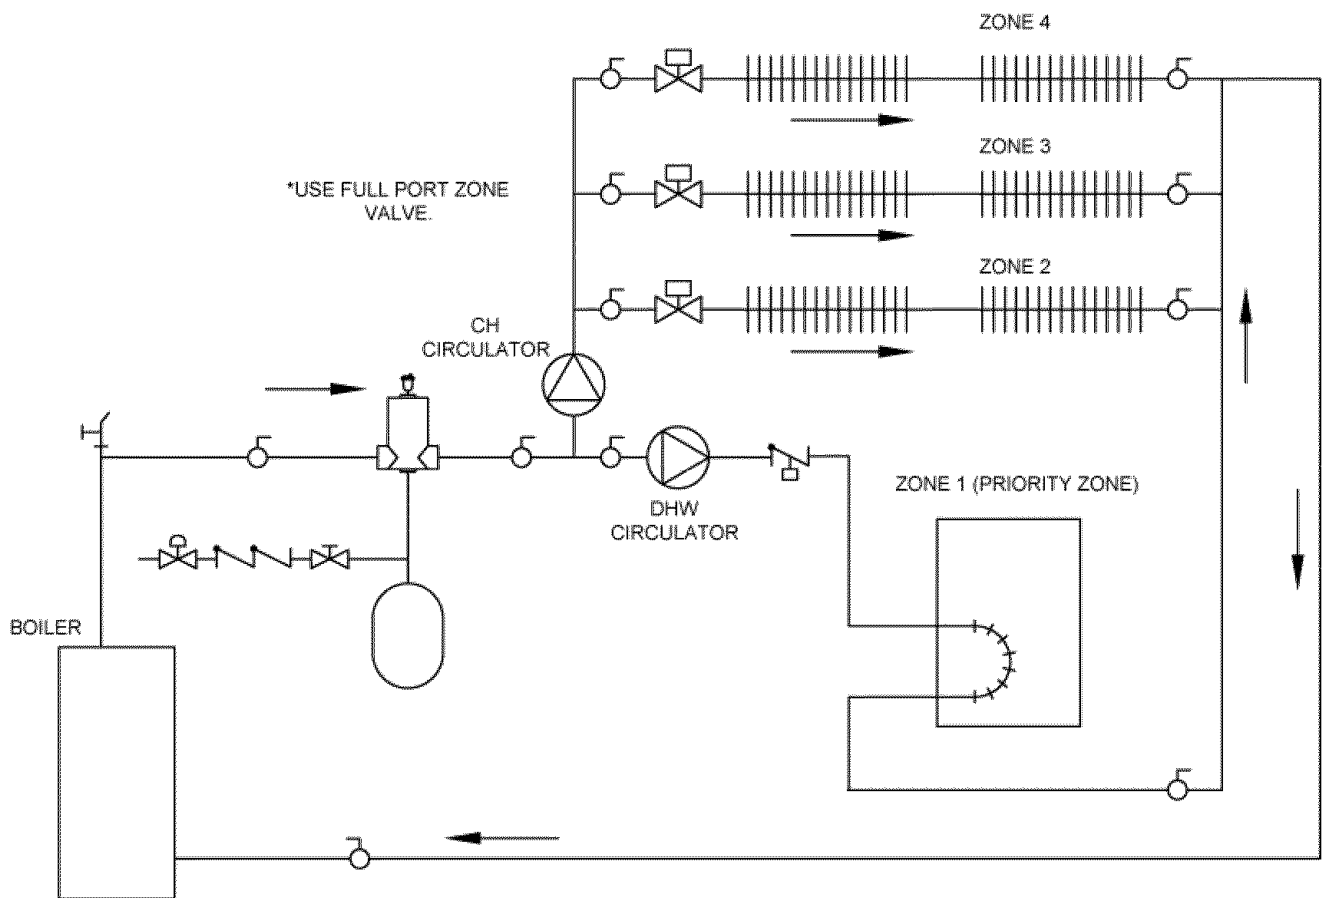 ZONE 4
ZONE 3
*USE FULL PORT ZONE
VALVE.
ZONE 2
CH
CIRCULATOR
ZONE 1 (PRIORITY ZONE)
DHW
CIRCULATOR
BOILER